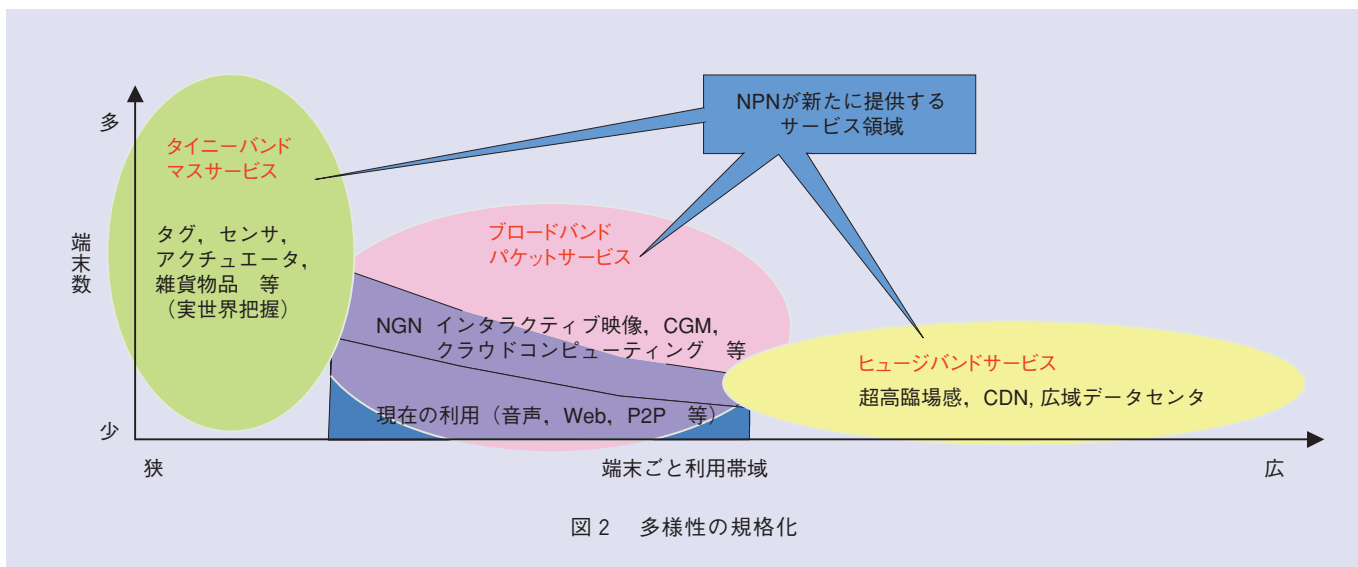 NPNが新たに提供する
サービス領域
多
タイニーバンド
マスサービス
タグ，センサ，
アクチュエータ，
雑貨物品　等
（実世界把握）
端末数
ブロードバンド
パケットサービス
NGN インタラクティブ映像，CGM，
クラウドコンピューティング　等
ヒュージバンドサービス
超高臨場感，CDN, 広域データセンタ
現在の利用（音声，Web，P2P　等）
少
狭
端末ごと利用帯域
広
図2　多様性の規格化